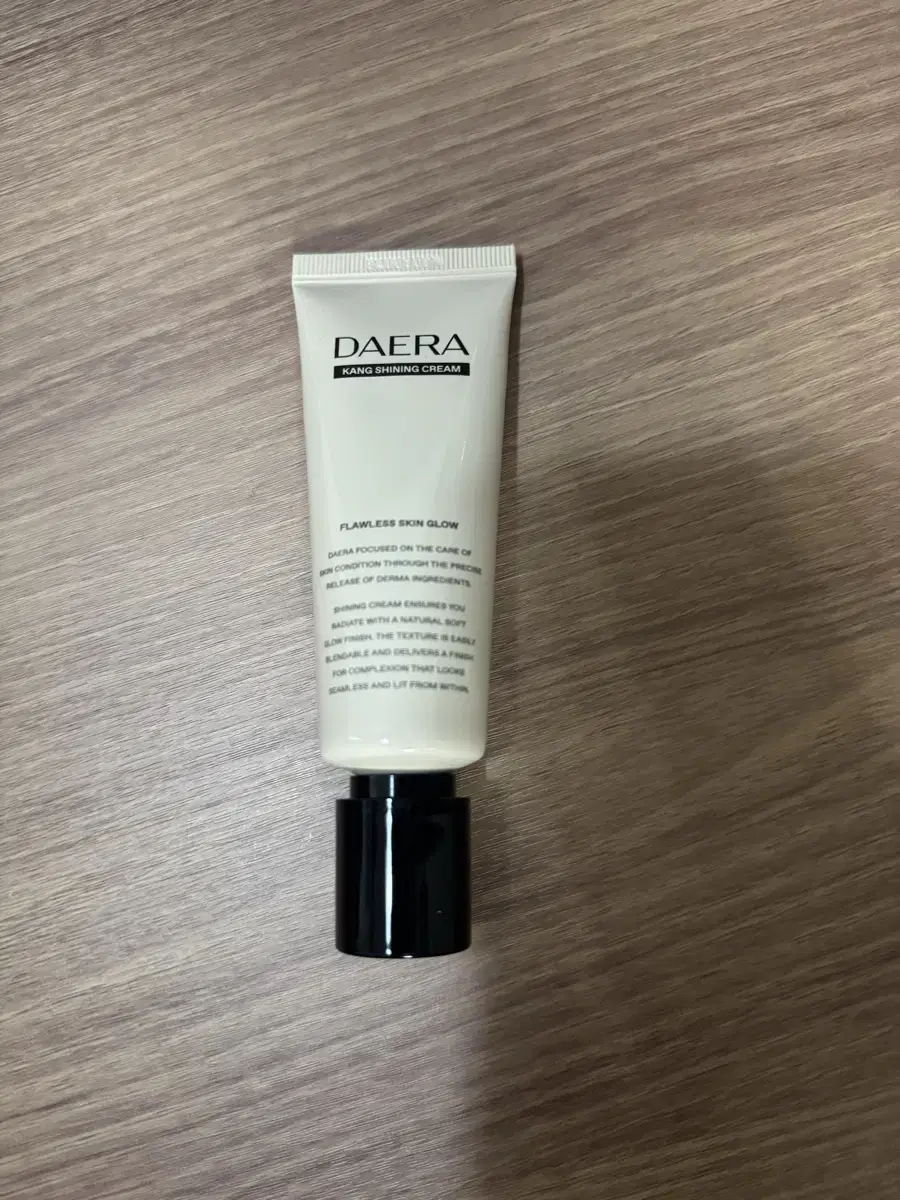 DAERA
KANG SHINING CREAM
FLAWLESS SKIN GLOW
DAERA FOCUSED ON THE CARE OF
SKIN CONDITION THROUGH THE PRECISE
RELEASE OF DERMA INGREDIENTS
SHINING CREAM ENSURES YOU
RADIATE WITH A NATURAL SOFT
GLOW FINISH. THE TEXTURE IS EASILY
BLENDABLE AND DELIVERS A FINISH
FOR COMPLEXION THAT LOOKS
SEAMLESS AND LIT FROM WITHIN.